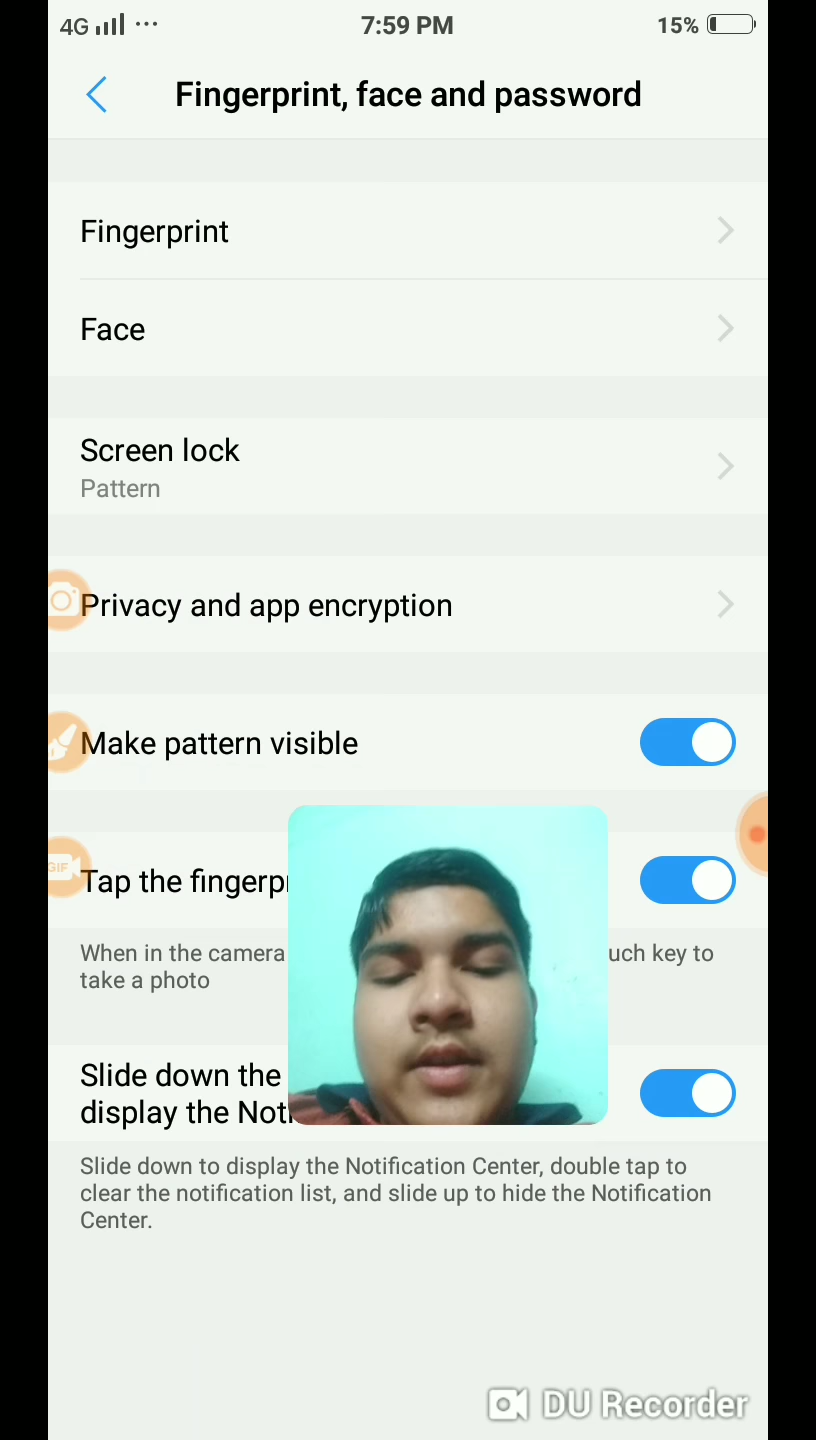 4G 7:59 PM 15%
Fingerprint, face and password
Fingerprint
Face
Screen lock
Pattern
Privacy and app encryption
Make pattern visible
GIF
Tap the
When in the camera key to
take a photo
Slide down the
display the
Slide down to display the Notification Center, double tap to
clear the notification list, and slide up to hide the Notification
Center.
DU Recorder